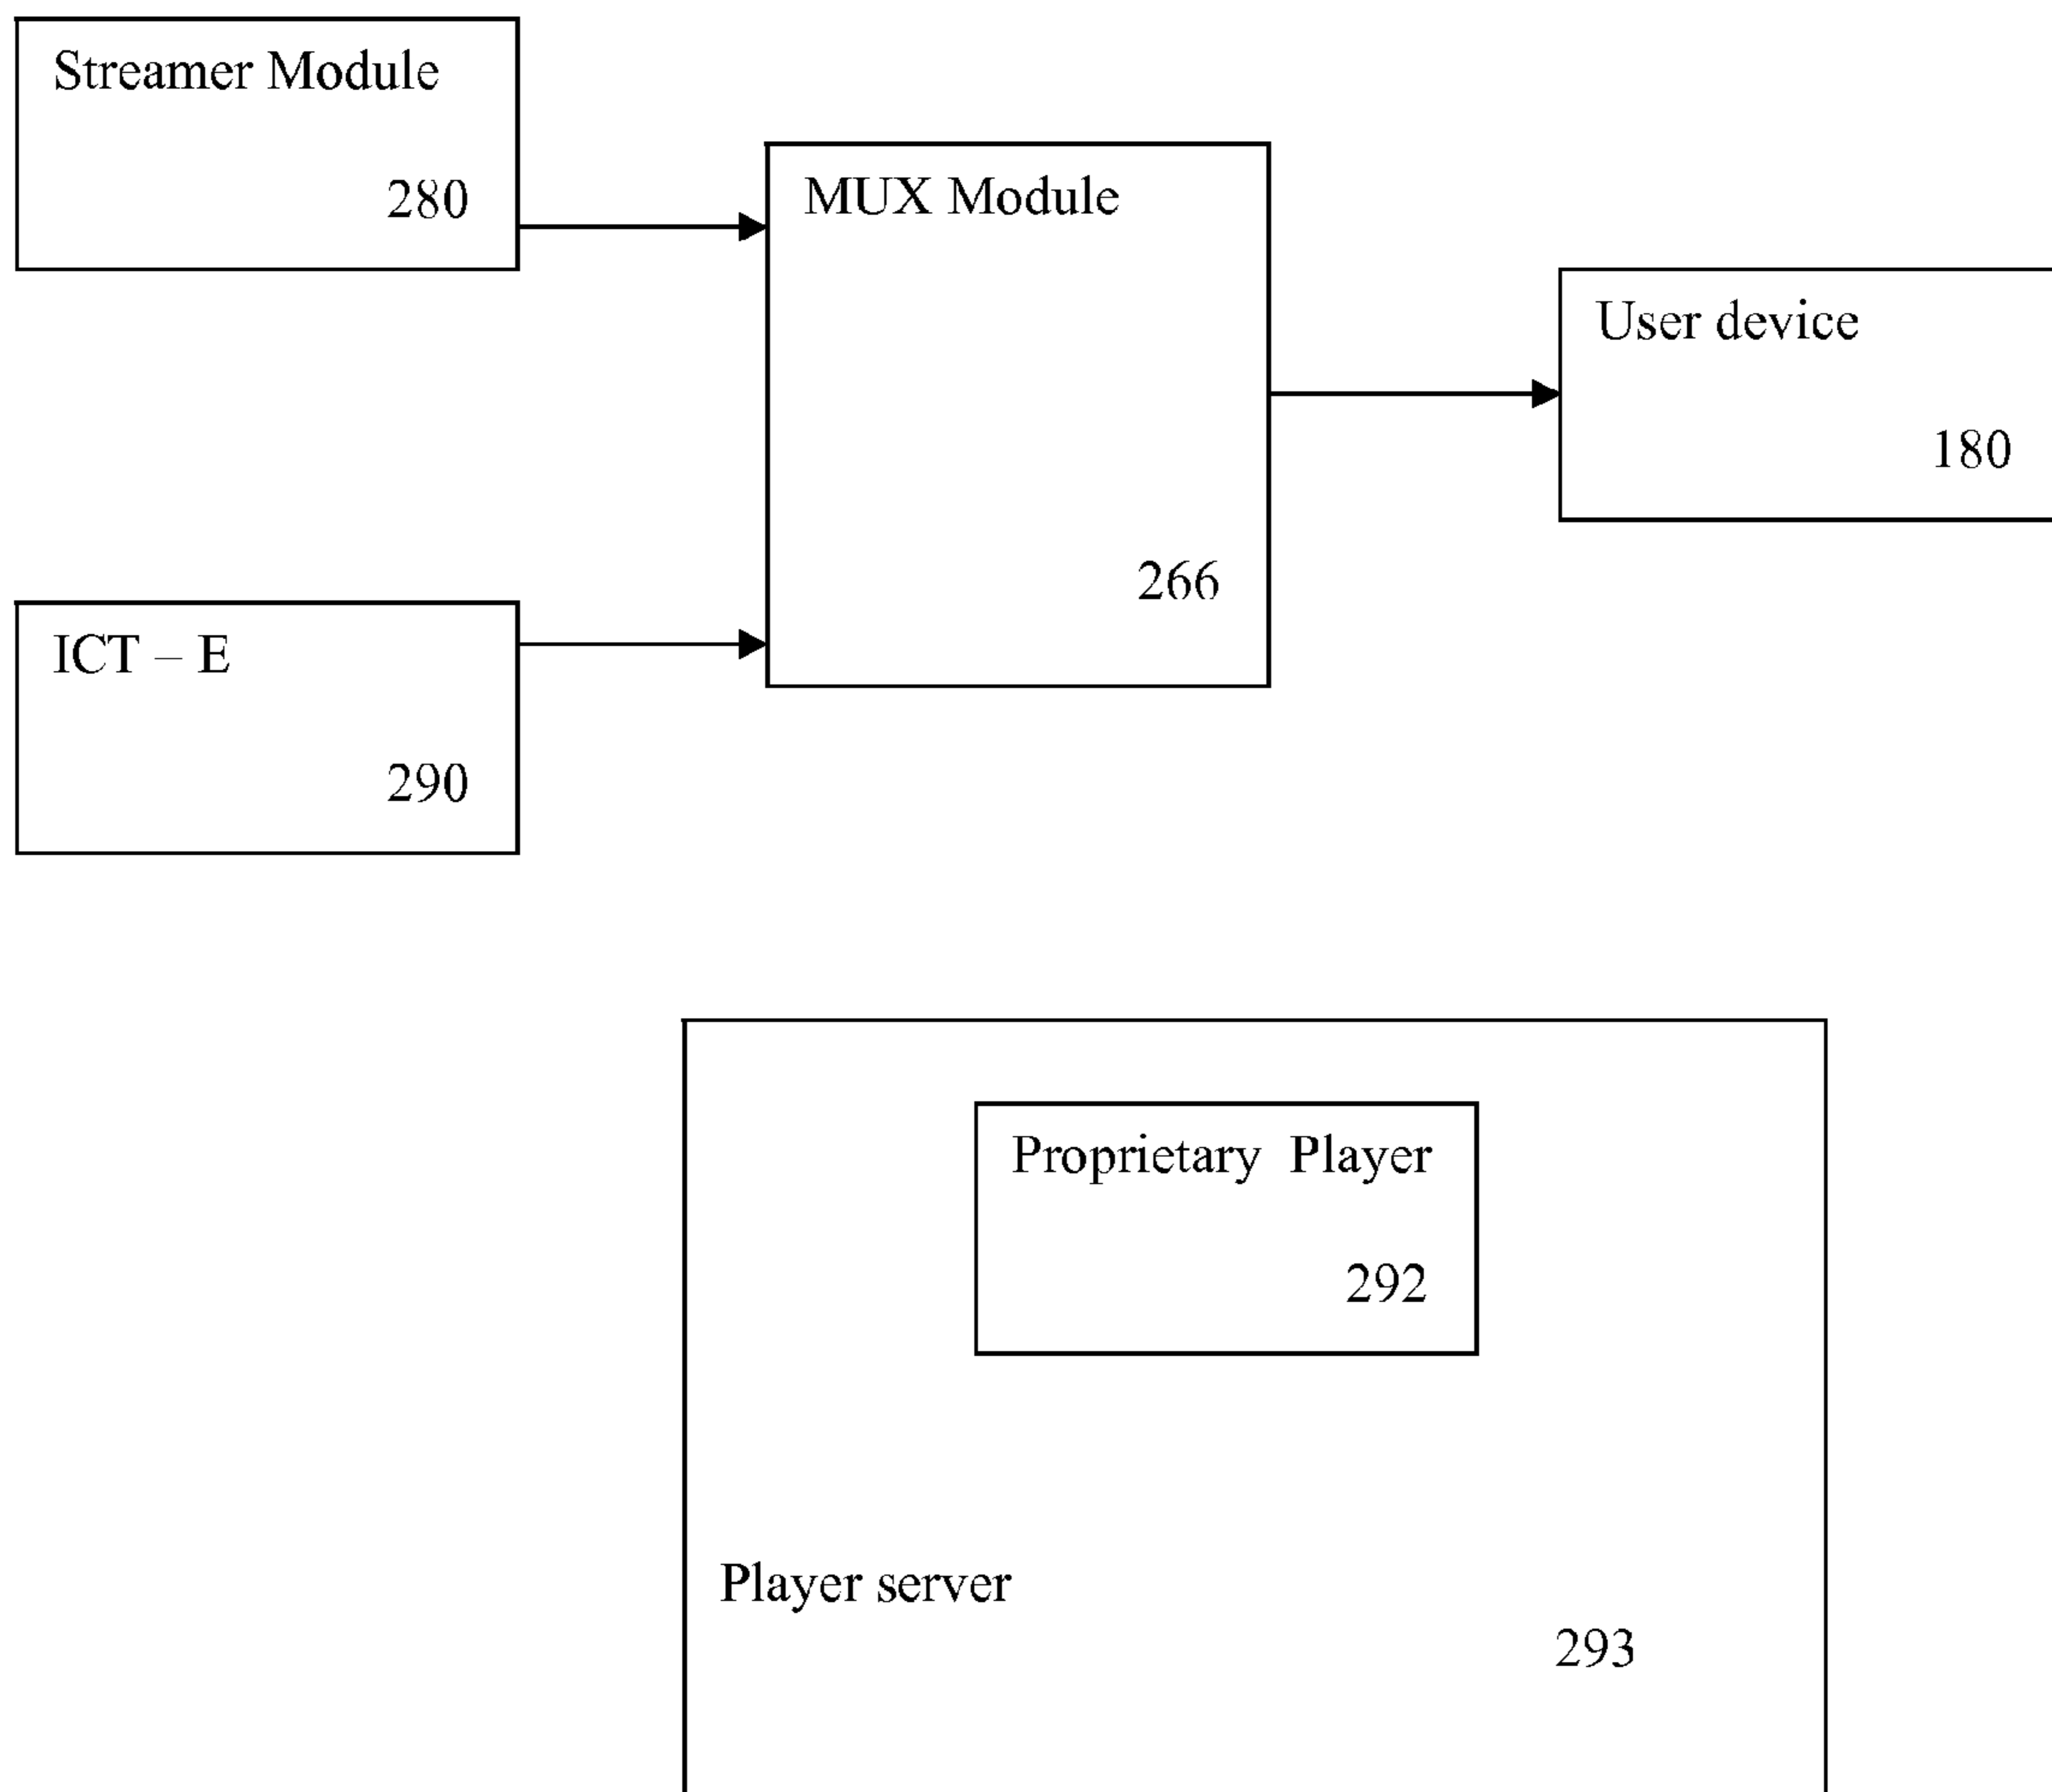 Streamer Module
280
MUX Module
266
User device
180
ICT – E
290
Proprietary Player
292
Player server
293